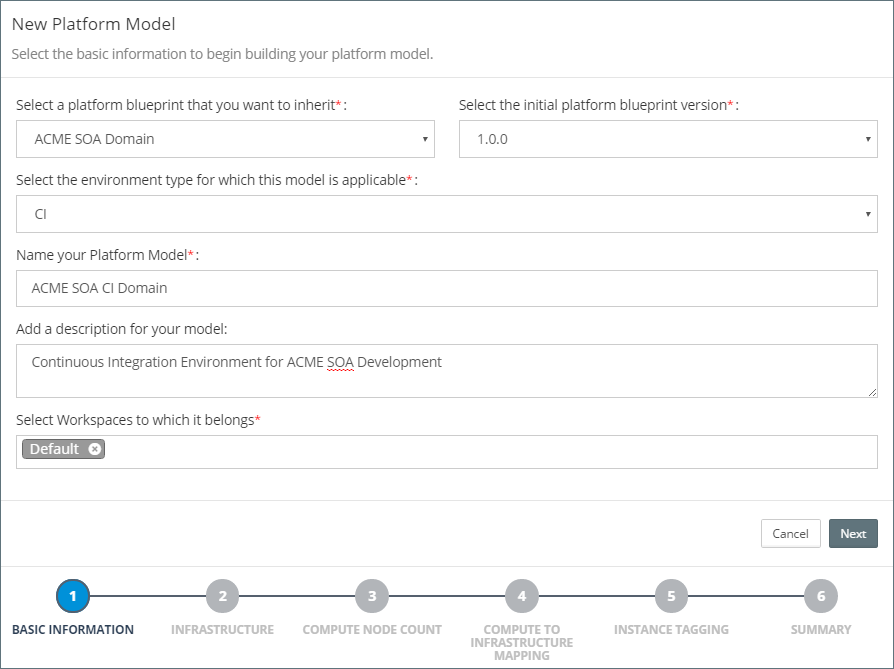 New Platform Model
Select the basic information to begin building your platform model.
Select a platform blueprint that you want to inherit*:
Select the initial platform blueprint version*:
ACME SOA Domain
1.0.0
Select the environment type for which this model is applicable*:
CI
Name your Platform Model*:
ACME SOA CI Domain
Add a description for your model:
Continuous Integration Environment for ACME SOA Development
Select Workspaces to which it belongs*
Default
Cancel
Next
1
2
3
4
5
6
BASIC INFORMATION
INFRASTRUCTURE
COMPUTE NODE COUNT
COMPUTE TO
INFRASTRUCTURE
MAPPING
INSTANCE TAGGING
SUMMARY